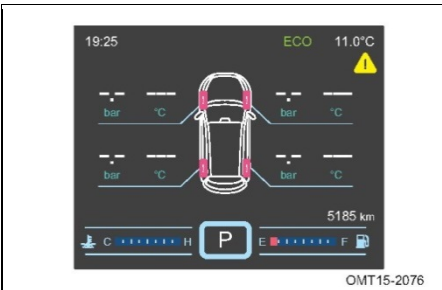 19:25 ECO 11.0°C
-.- --- -.- ---
bar °C bar °C
-.- --- -.- ---
bar °C bar °C
5185 km
C H P E F
OMT15-2076